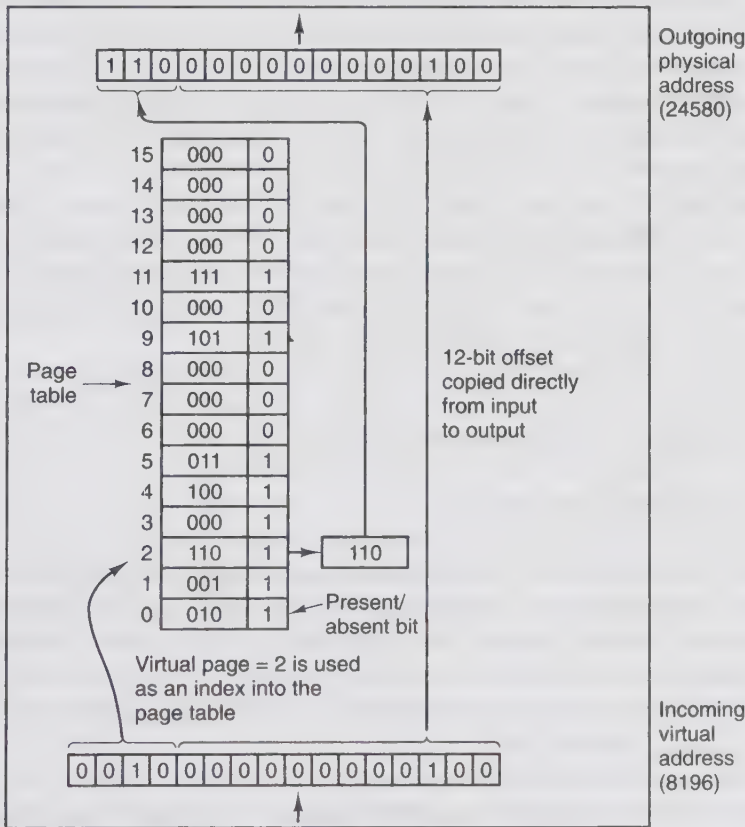 1 1 0 0 0 0 0 0 0 0 0 0 1 0 0
Outgoing
physical
address
(24580)
15 000 0
14 000 0
13 000 0
12 000 0
11 111 1
10 000 0
9 101 1
8 000 0
7 000 0
6 000 0
5 011 1
4 100 1
3 000 1
2 110 1
1 001 1
0 010 1
Page
table
110
Present/
absent bit
12-bit offset
copied directly
from input
to output
Virtual page = 2 is used
as an index into the
page table
0 0 1 0 0 0 0 0 0 0 0 0 0 1 0 0
Incoming
virtual
address
(8196)